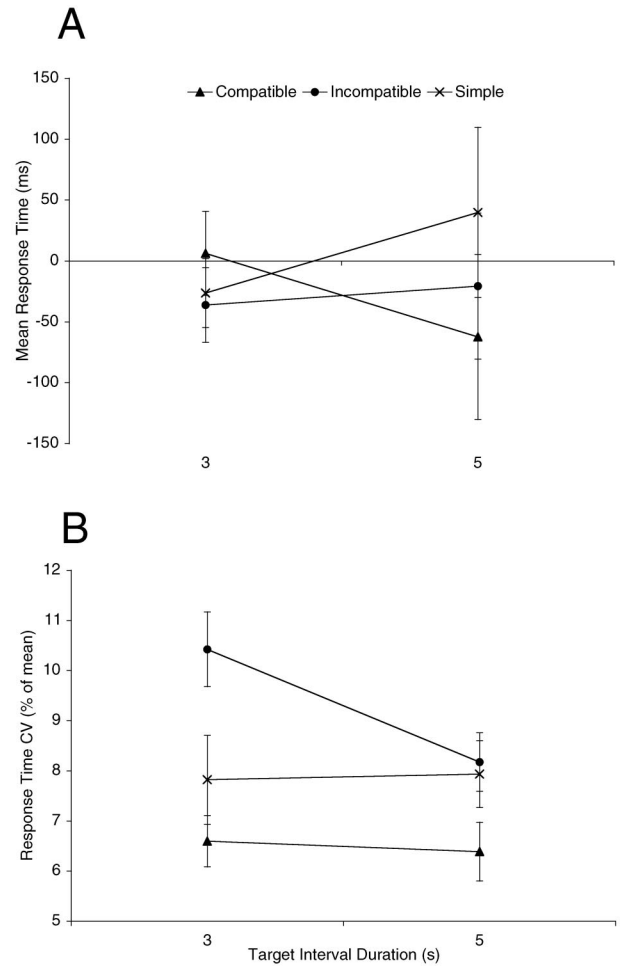 A
150
Compatible Incompatible Simple
100
50
0
-50
-100
-150
Mean Response Time (ms)
3 5
B
12
11
10
9
8
7
6
5
Response Time CV (% of mean)
3 5
Target Interval Duration (s)